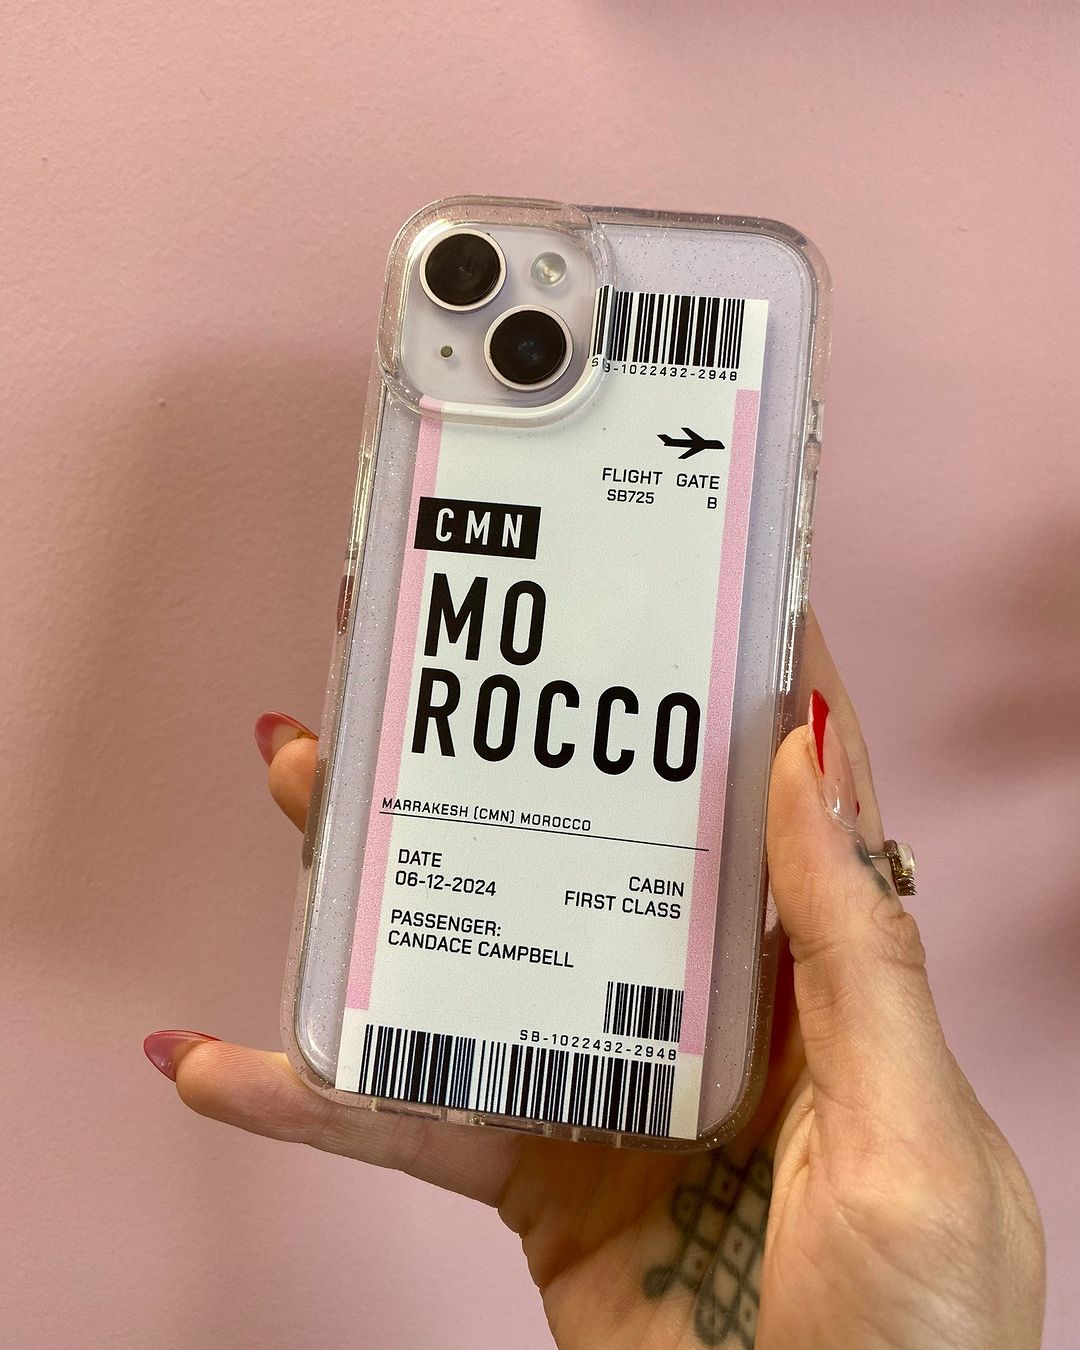 SB-1022432-2948
FLIGHT GATE
SB725 B
CMN
MO
ROCCO
MARRAKESH (CMN) MOROCCO
DATE
06-12-2024
CABIN
FIRST CLASS
PASSENGER:
CANDACE CAMPBELL
SB-1022432-2948